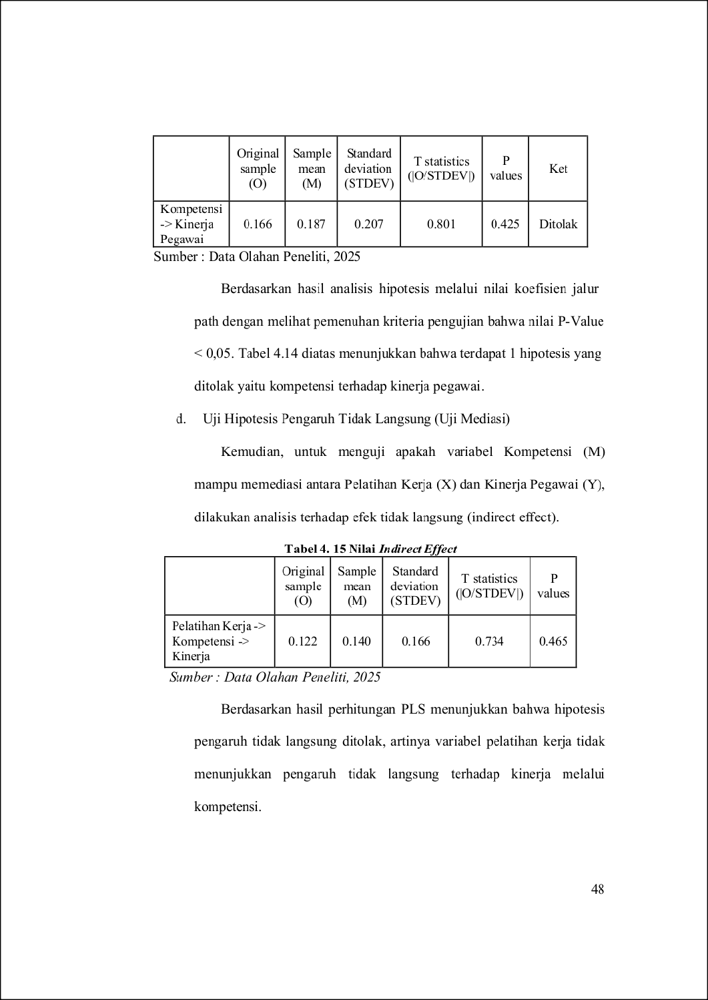 Original sample (O) Sample mean (M) Standard deviation (STDEV) T statistics (|O/STDEV|) P values Ket
Kompetensi -> Kinerja Pegawai 0.166 0.187 0.207 0.801 0.425 Ditolak
Sumber : Data Olahan Peneliti, 2025
Berdasarkan hasil analisis hipotesis melalui nilai koefisien jalur
path dengan melihat pemenuhan kriteria pengujian bahwa nilai P-Value
< 0,05. Tabel 4.14 diatas menunjukkan bahwa terdapat 1 hipotesis yang
ditolak yaitu kompetensi terhadap kinerja pegawai.
d. Uji Hipotesis Pengaruh Tidak Langsung (Uji Mediasi)
Kemudian, untuk menguji apakah variabel Kompetensi (M)
mampu memediasi antara Pelatihan Kerja (X) dan Kinerja Pegawai (Y),
dilakukan analisis terhadap efek tidak langsung (indirect effect).
Tabel 4. 15 Nilai Indirect Effect
Original sample (O) Sample mean (M) Standard deviation (STDEV) T statistics (|O/STDEV|) P values
Pelatihan Kerja -> Kompetensi -> Kinerja 0.122 0.140 0.166 0.734 0.465
Sumber : Data Olahan Peneliti, 2025
Berdasarkan hasil perhitungan PLS menunjukkan bahwa hipotesis
pengaruh tidak langsung ditolak, artinya variabel pelatihan kerja tidak
menunjukkan pengaruh tidak langsung terhadap kinerja melalui
kompetensi.
48